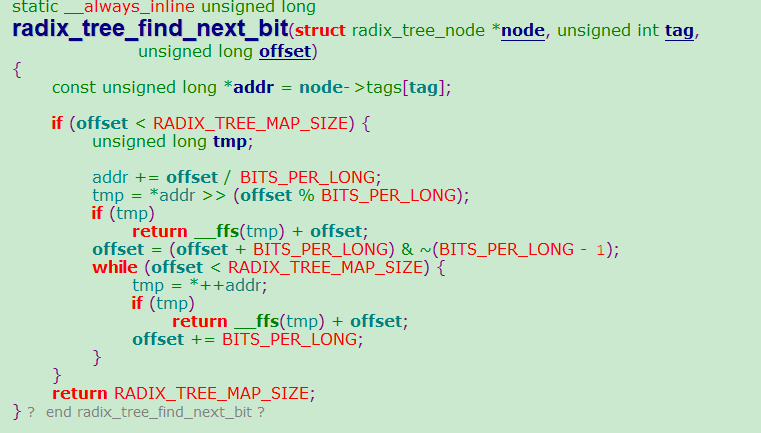 static __always_inline unsigned long
radix_tree_find_next_bit(struct radix_tree_node *node, unsigned int tag,
unsigned long offset)
{
const unsigned long *addr = node->tags[tag];
if (offset < RADIX_TREE_MAP_SIZE) {
unsigned long tmp;
addr += offset / BITS_PER_LONG;
tmp = *addr >> (offset % BITS_PER_LONG);
if (tmp)
return __ffs(tmp) + offset;
offset = (offset + BITS_PER_LONG) & ~(BITS_PER_LONG - 1);
while (offset < RADIX_TREE_MAP_SIZE) {
tmp = *++addr;
if (tmp)
return __ffs(tmp) + offset;
offset += BITS_PER_LONG;
}
}
return RADIX_TREE_MAP_SIZE;
} ? end radix_tree_find_next_bit ?